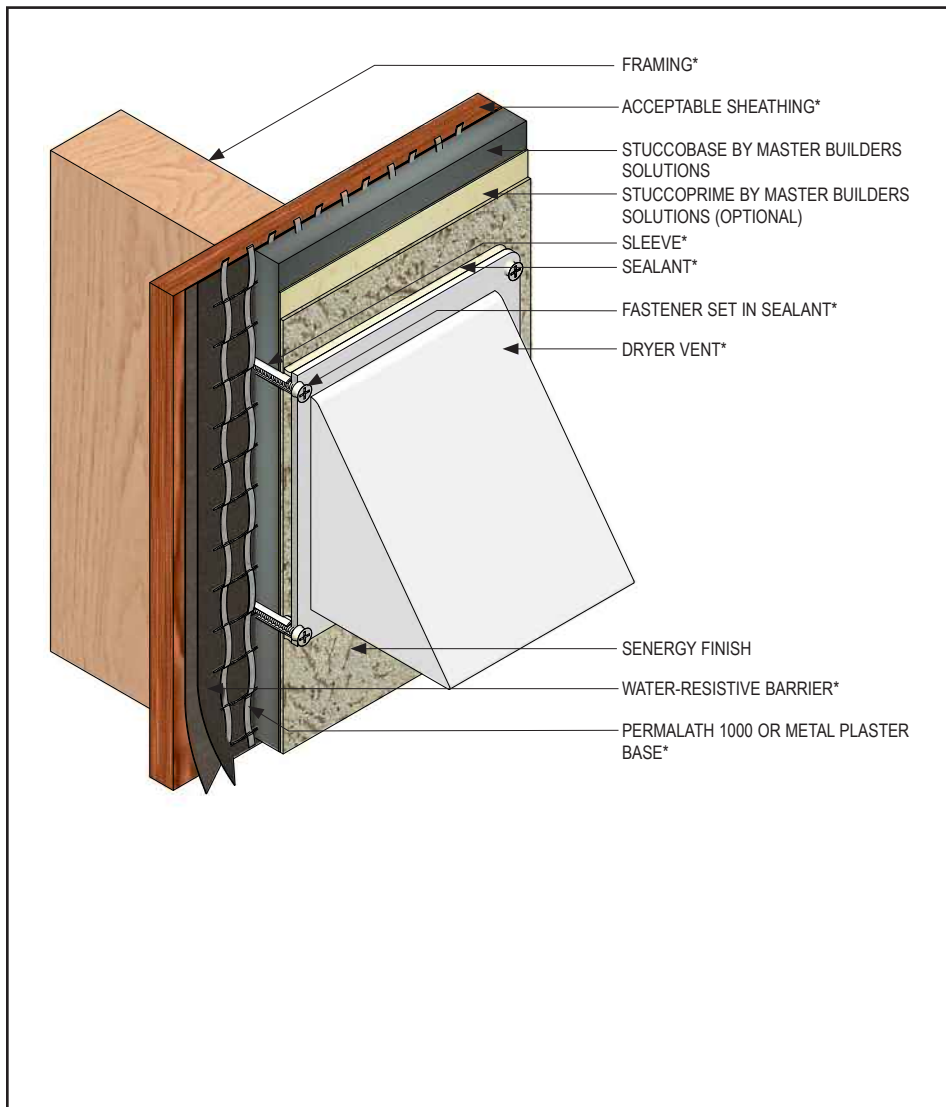 FRAMING*
ACCEPTABLE SHEATHING*
STUCCOBASE BY MASTER BUILDERS
SOLUTIONS
STUCCOPRIME BY MASTER BUILDERS
SOLUTIONS (OPTIONAL)
SLEEVE*
SEALANT*
FASTENER SET IN SEALANT*
DRYER VENT*
SENERGY FINISH
WATER-RESISTIVE BARRIER*
PERMALATH 1000 OR METAL PLASTER
BASE*